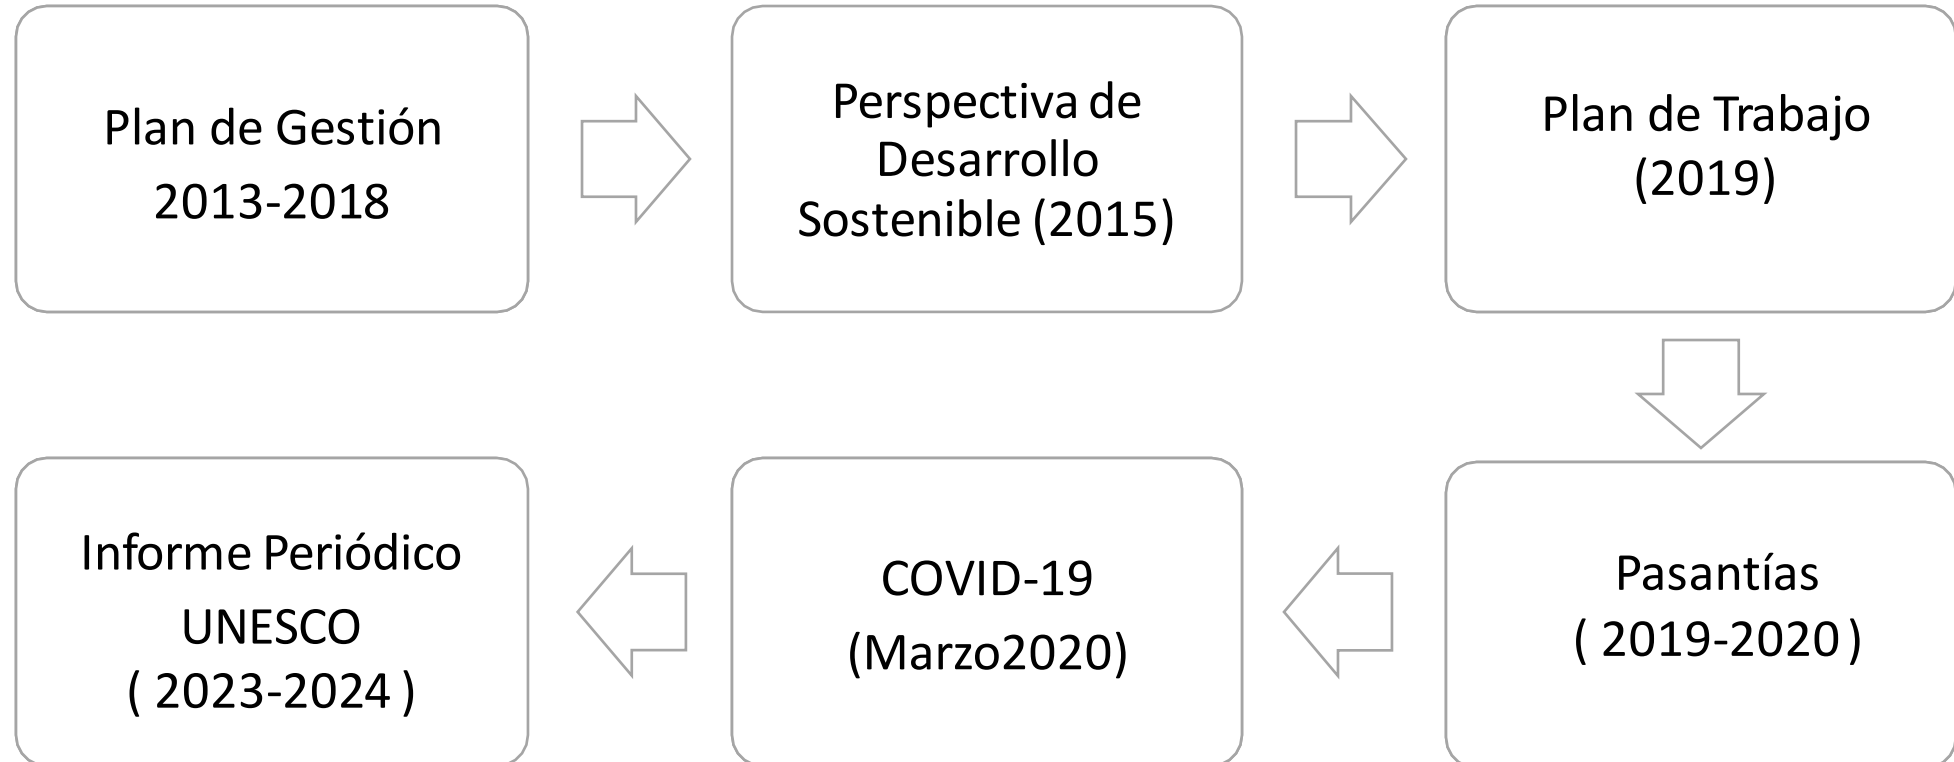 Plan de Gestión
2013-2018
Perspectiva de
Desarrollo
Sostenible (2015)
Plan de Trabajo
(2019)
Pasantías
( 2019-2020 )
COVID-19
(Marzo2020)
Informe Periódico
UNESCO
( 2023-2024 )